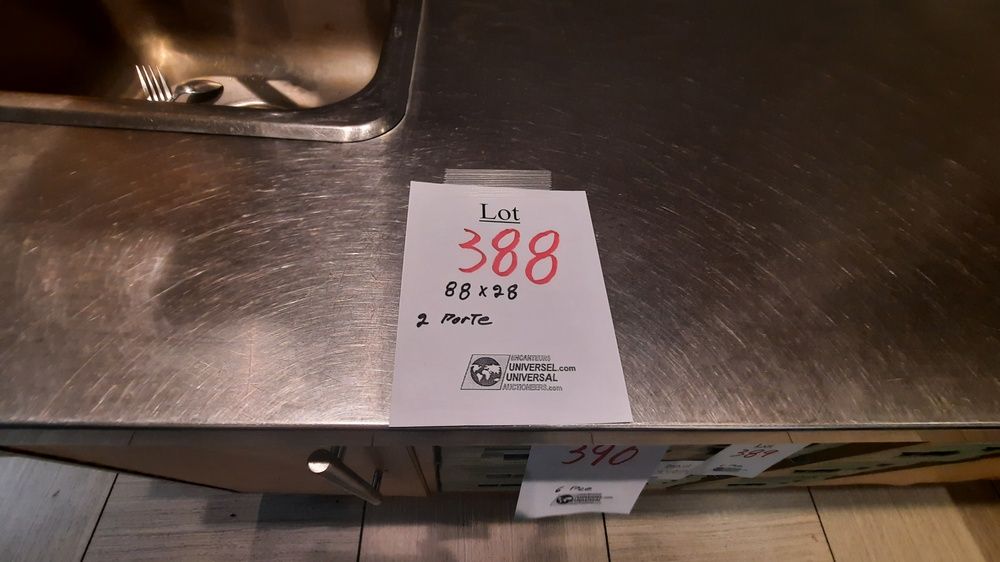 Lot
388
88 x 28
2 Porte
ENCANTEURS
UNIVERSEL.com
UNIVERSAL
AUCTIONEERS.com
390
Lot
389